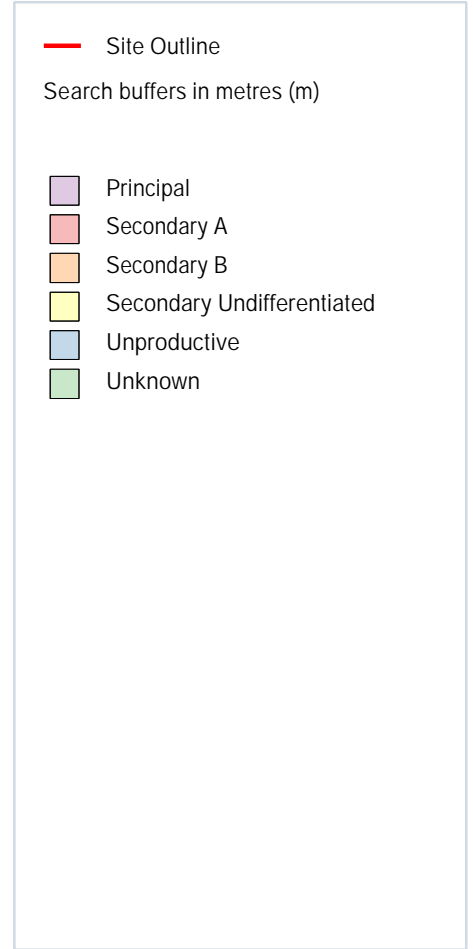 Site Outline
Search buffers in metres (m)
Principal
Secondary A
Secondary B
Secondary Undifferentiated
Unproductive
Unknown